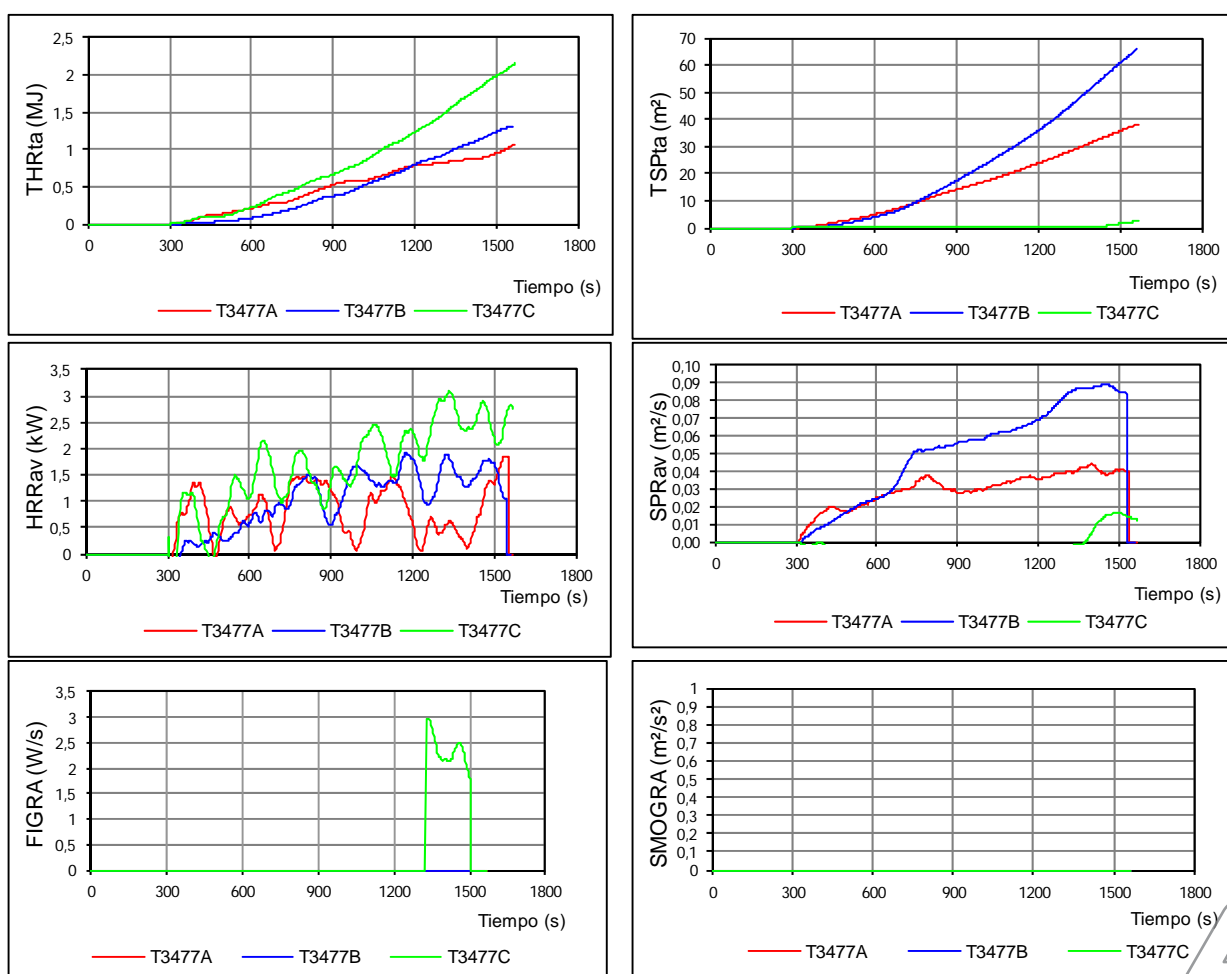 THRta (MJ)
2,5
2
1,5
1
0,5
0
0 300 600 900 1200 1500 1800
Tiempo (s)
T3477A T3477B T3477C
TSPta (m²)
70
60
50
40
30
20
10
0
0 300 600 900 1200 1500 1800
Tiempo (s)
T3477A T3477B T3477C
HRRav (kW)
3,5
3
2,5
2
1,5
1
0,5
0
0 300 600 900 1200 1500 1800
Tiempo (s)
T3477A T3477B T3477C
SPRav (m²/s)
0,10
0,09
0,08
0,07
0,06
0,05
0,04
0,03
0,02
0,01
0,00
0 300 600 900 1200 1500 1800
Tiempo (s)
T3477A T3477B T3477C
FIGRA (W/s)
3,5
3
2,5
2
1,5
1
0,5
0
0 300 600 900 1200 1500 1800
Tiempo (s)
T3477A T3477B T3477C
SMOGRA (m²/s²)
1
0,9
0,8
0,7
0,6
0,5
0,4
0,3
0,2
0,1
0
0 300 600 900 1200 1500 1800
Tiempo (s)
T3477A T3477B T3477C